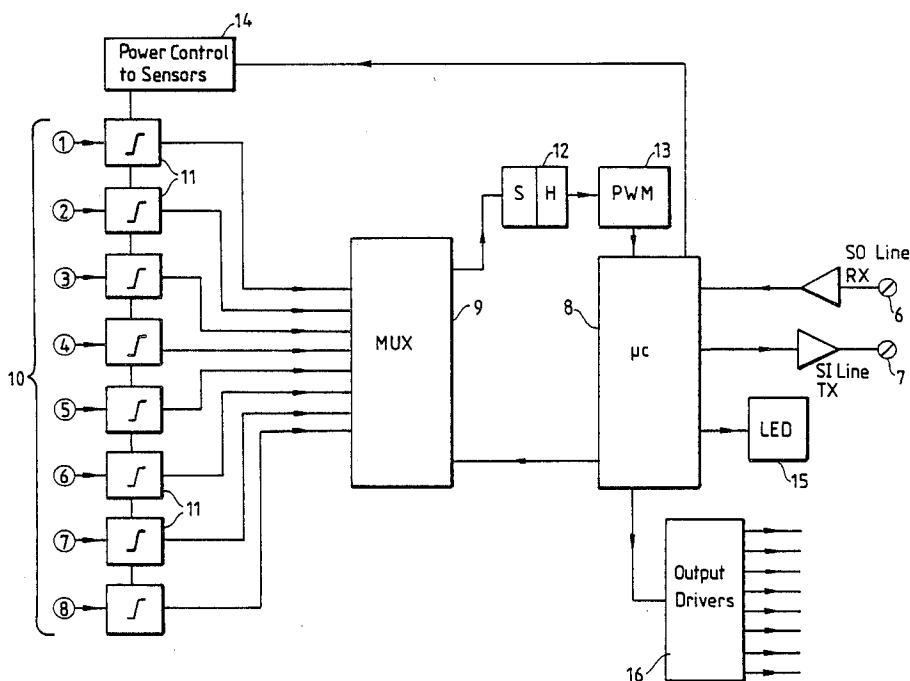 14
Power Control
to Sensors
10
①
②
③
④
⑤
⑥
⑦
⑧
11
11
MUX
9
12
S H
13
PWM
8
µc
SO Line
RX
6
SI Line
TX
7
LED
15
Output
Drivers
16